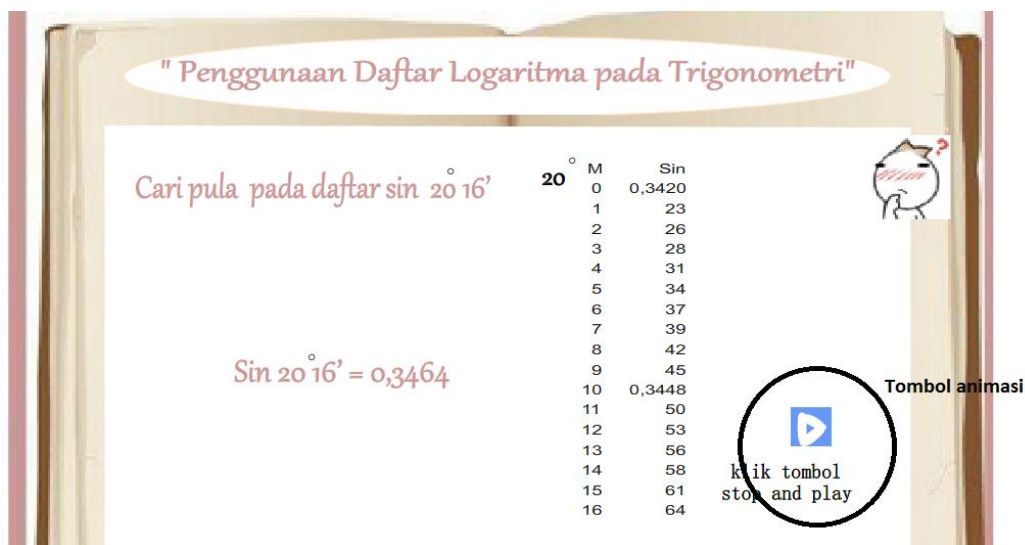 " Penggunaan Daftar Logaritma pada Trigonometri"
Cari pula pada daftar sin 20° 16’
Sin 20°16’ = 0,3464
20°
M Sin
0 0,3420
1 23
2 26
3 28
4 31
5 34
6 37
7 39
8 42
9 45
10 0,3448
11 50
12 53
13 56
14 58
15 61
16 64
?
Tombol animasi
klik tombol
stop and play